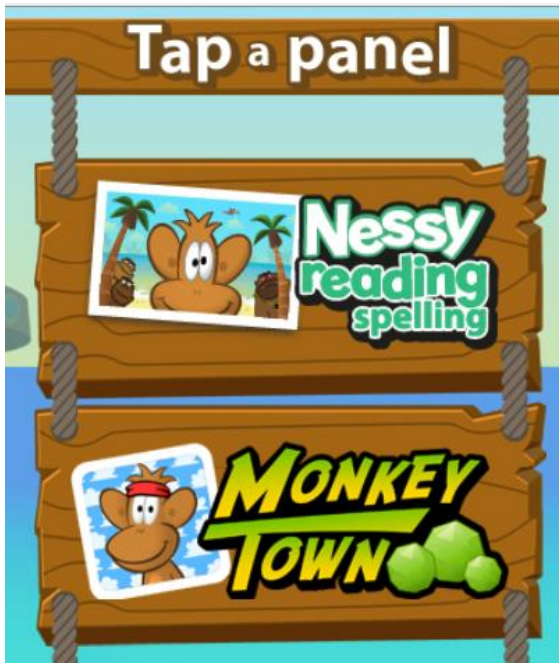 Tap a panel
Nessy
reading
spelling
MONKEY
TOWN